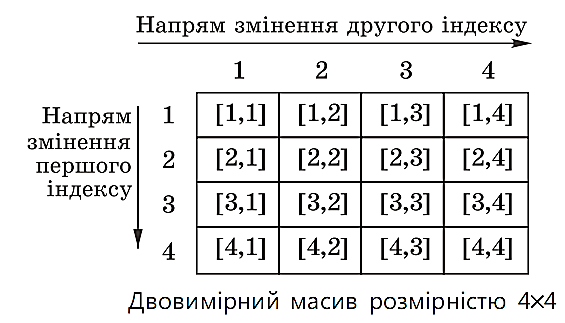 Напрям змінення другого індексу
1 2 3 4
Напрям
змінення
першого
індексу
1 [1,1] [1,2] [1,3] [1,4]
2 [2,1] [2,2] [2,3] [2,4]
3 [3,1] [3,2] [3,3] [3,4]
4 [4,1] [4,2] [4,3] [4,4]
Двовимірний масив розмірністю 4×4